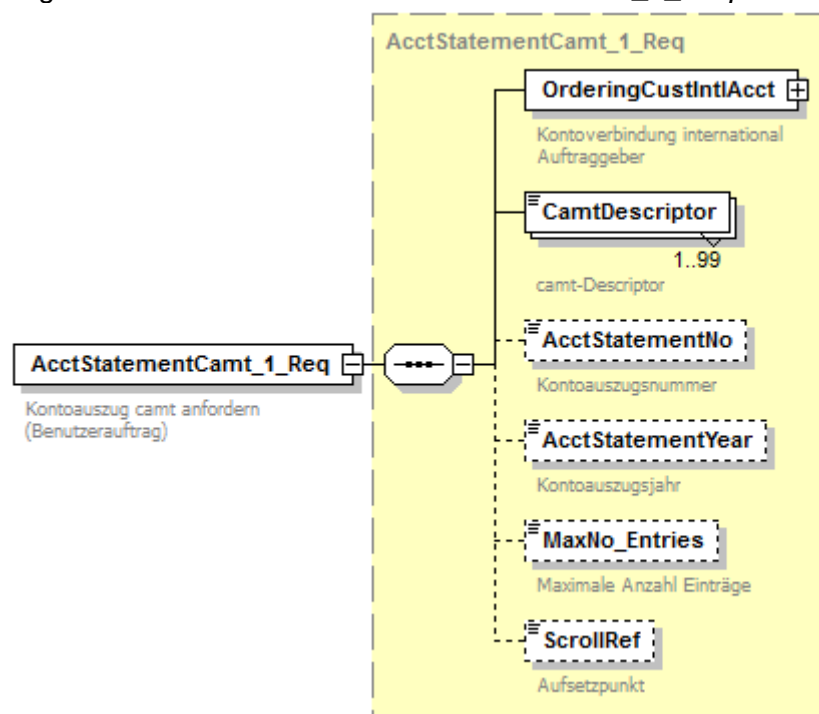 AcctStatementCamt_1_Req
OrderingCustIntlAcct
Kontoverbindung international
Auftraggeber
CamtDescriptor
1..99
camt-Descriptor
AcctStatementNo
Kontoauszugsnummer
AcctStatementCamt_1_Req
Kontoauszug camt anfordern
(Benutzerauftrag)
AcctStatementYear
Kontoauszugsjahr
MaxNo_Entries
Maximale Anzahl Einträge
ScrollRef
Aufsetzpunkt